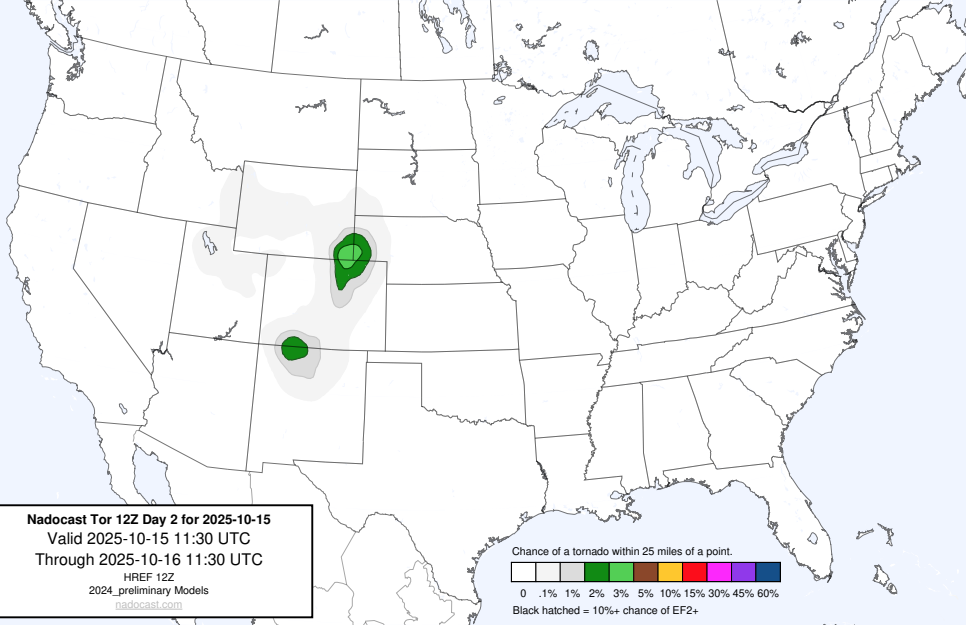 Nadocast Tor 12Z Day 2 for 2025-10-15
Valid 2025-10-15 11:30 UTC
Through 2025-10-16 11:30 UTC
HREF 12Z
2024_preliminary Models
nadocast.com
Chance of a tornado within 25 miles of a point.
0 .1% 1% 2% 3% 5% 10% 15% 30% 45% 60%
Black hatched = 10%+ chance of EF2+